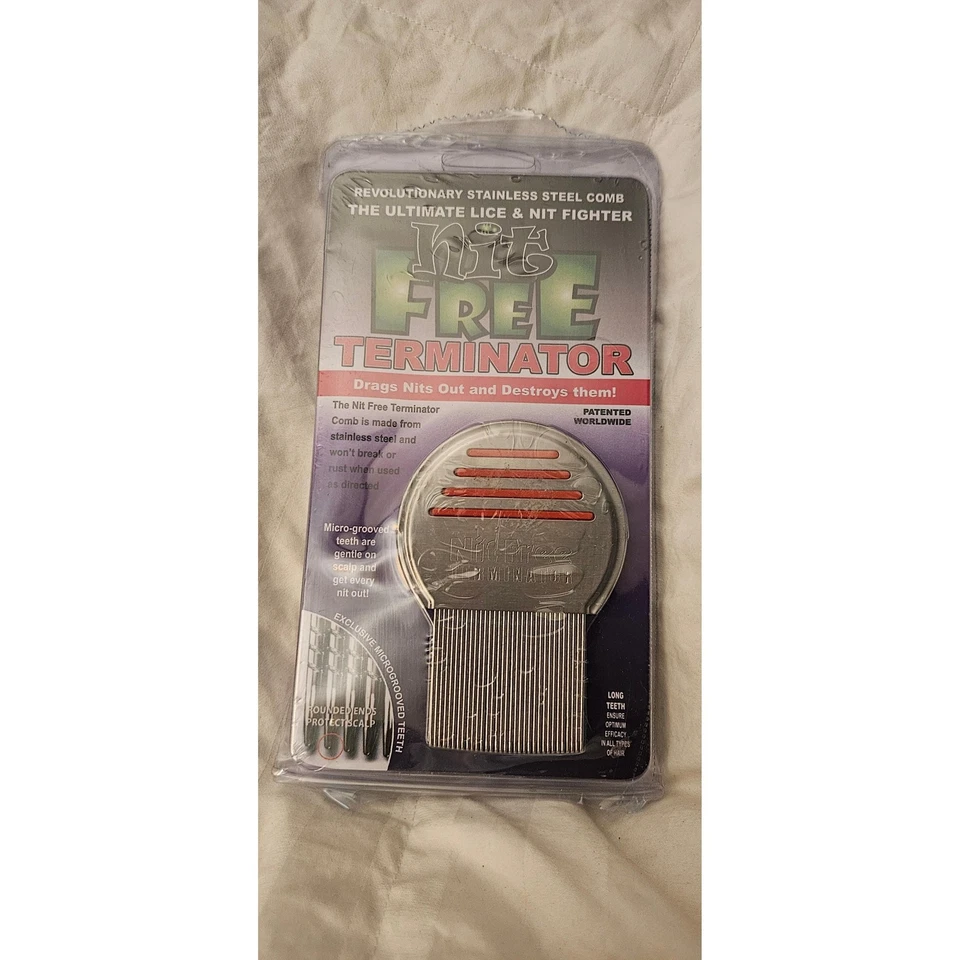 REVOLUTIONARY STAINLESS STEEL COMB
THE ULTIMATE LICE & NIT FIGHTER
nit
FREE
TERMINATOR
Drags Nits Out and Destroys them!
The Nit Free Terminator
Comb is made from
stainless steel and
won't break or
rust when used
as directed
PATENTED
WORLDWIDE
Micro-grooved
teeth are
gentle on
scalp and
get every
nit out!
NIT FREE
TERMINATOR
EXCLUSIVE MICROGROOVED TEETH
ROUNDED ENDS
PROTECT SCALP
LONG
TEETH
ENSURE
OPTIMUM
EFFICACY
IN ALL TYPES
OF HAIR